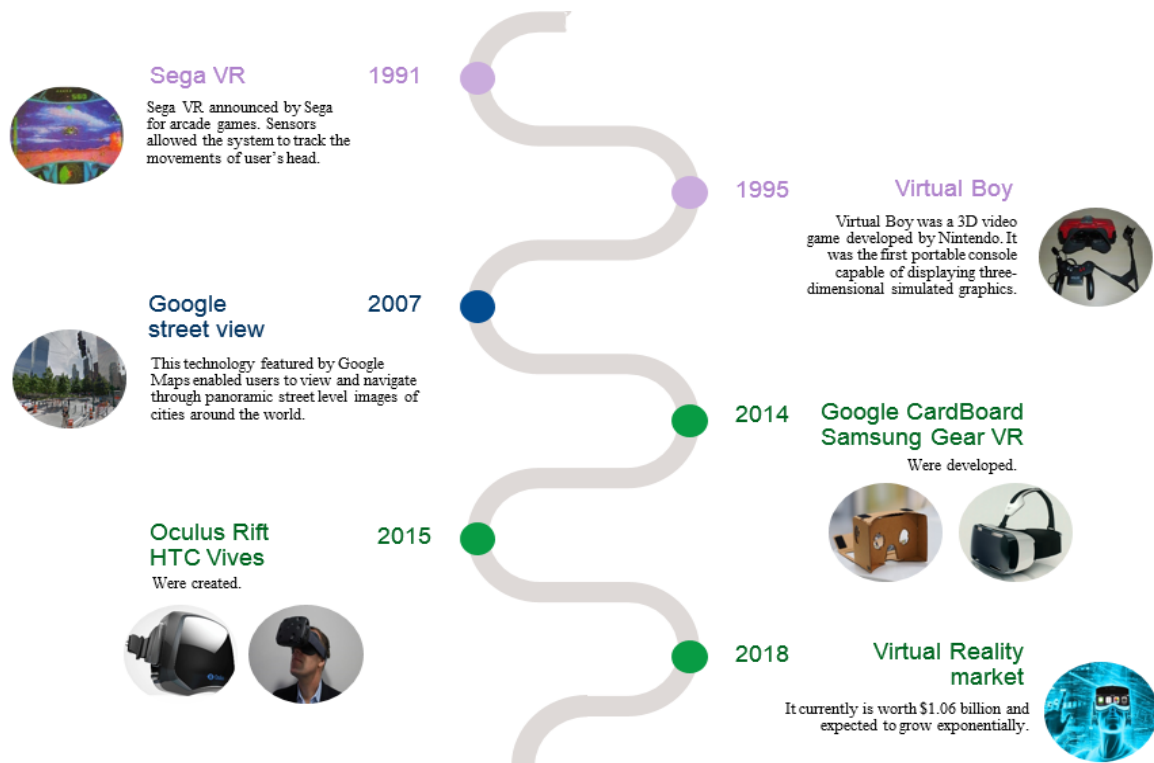 Sega VR
1991
Sega VR announced by Sega
for arcade games. Sensors
allowed the system to track the
movements of user's head.
1995
Virtual Boy
Virtual Boy was a 3D video
game developed by Nintendo. It
was the first portable console
capable of displaying three-
dimensional simulated graphics.
Google
street view
2007
This technology featured by Google
Maps enabled users to view and navigate
through panoramic street level images of
cities around the world.
2014
Google CardBoard
Samsung Gear VR
Were developed.
Oculus Rift
HTC Vives
2015
Were created.
2018
Virtual Reality
market
It currently is worth $1.06 billion and
expected to grow exponentially.